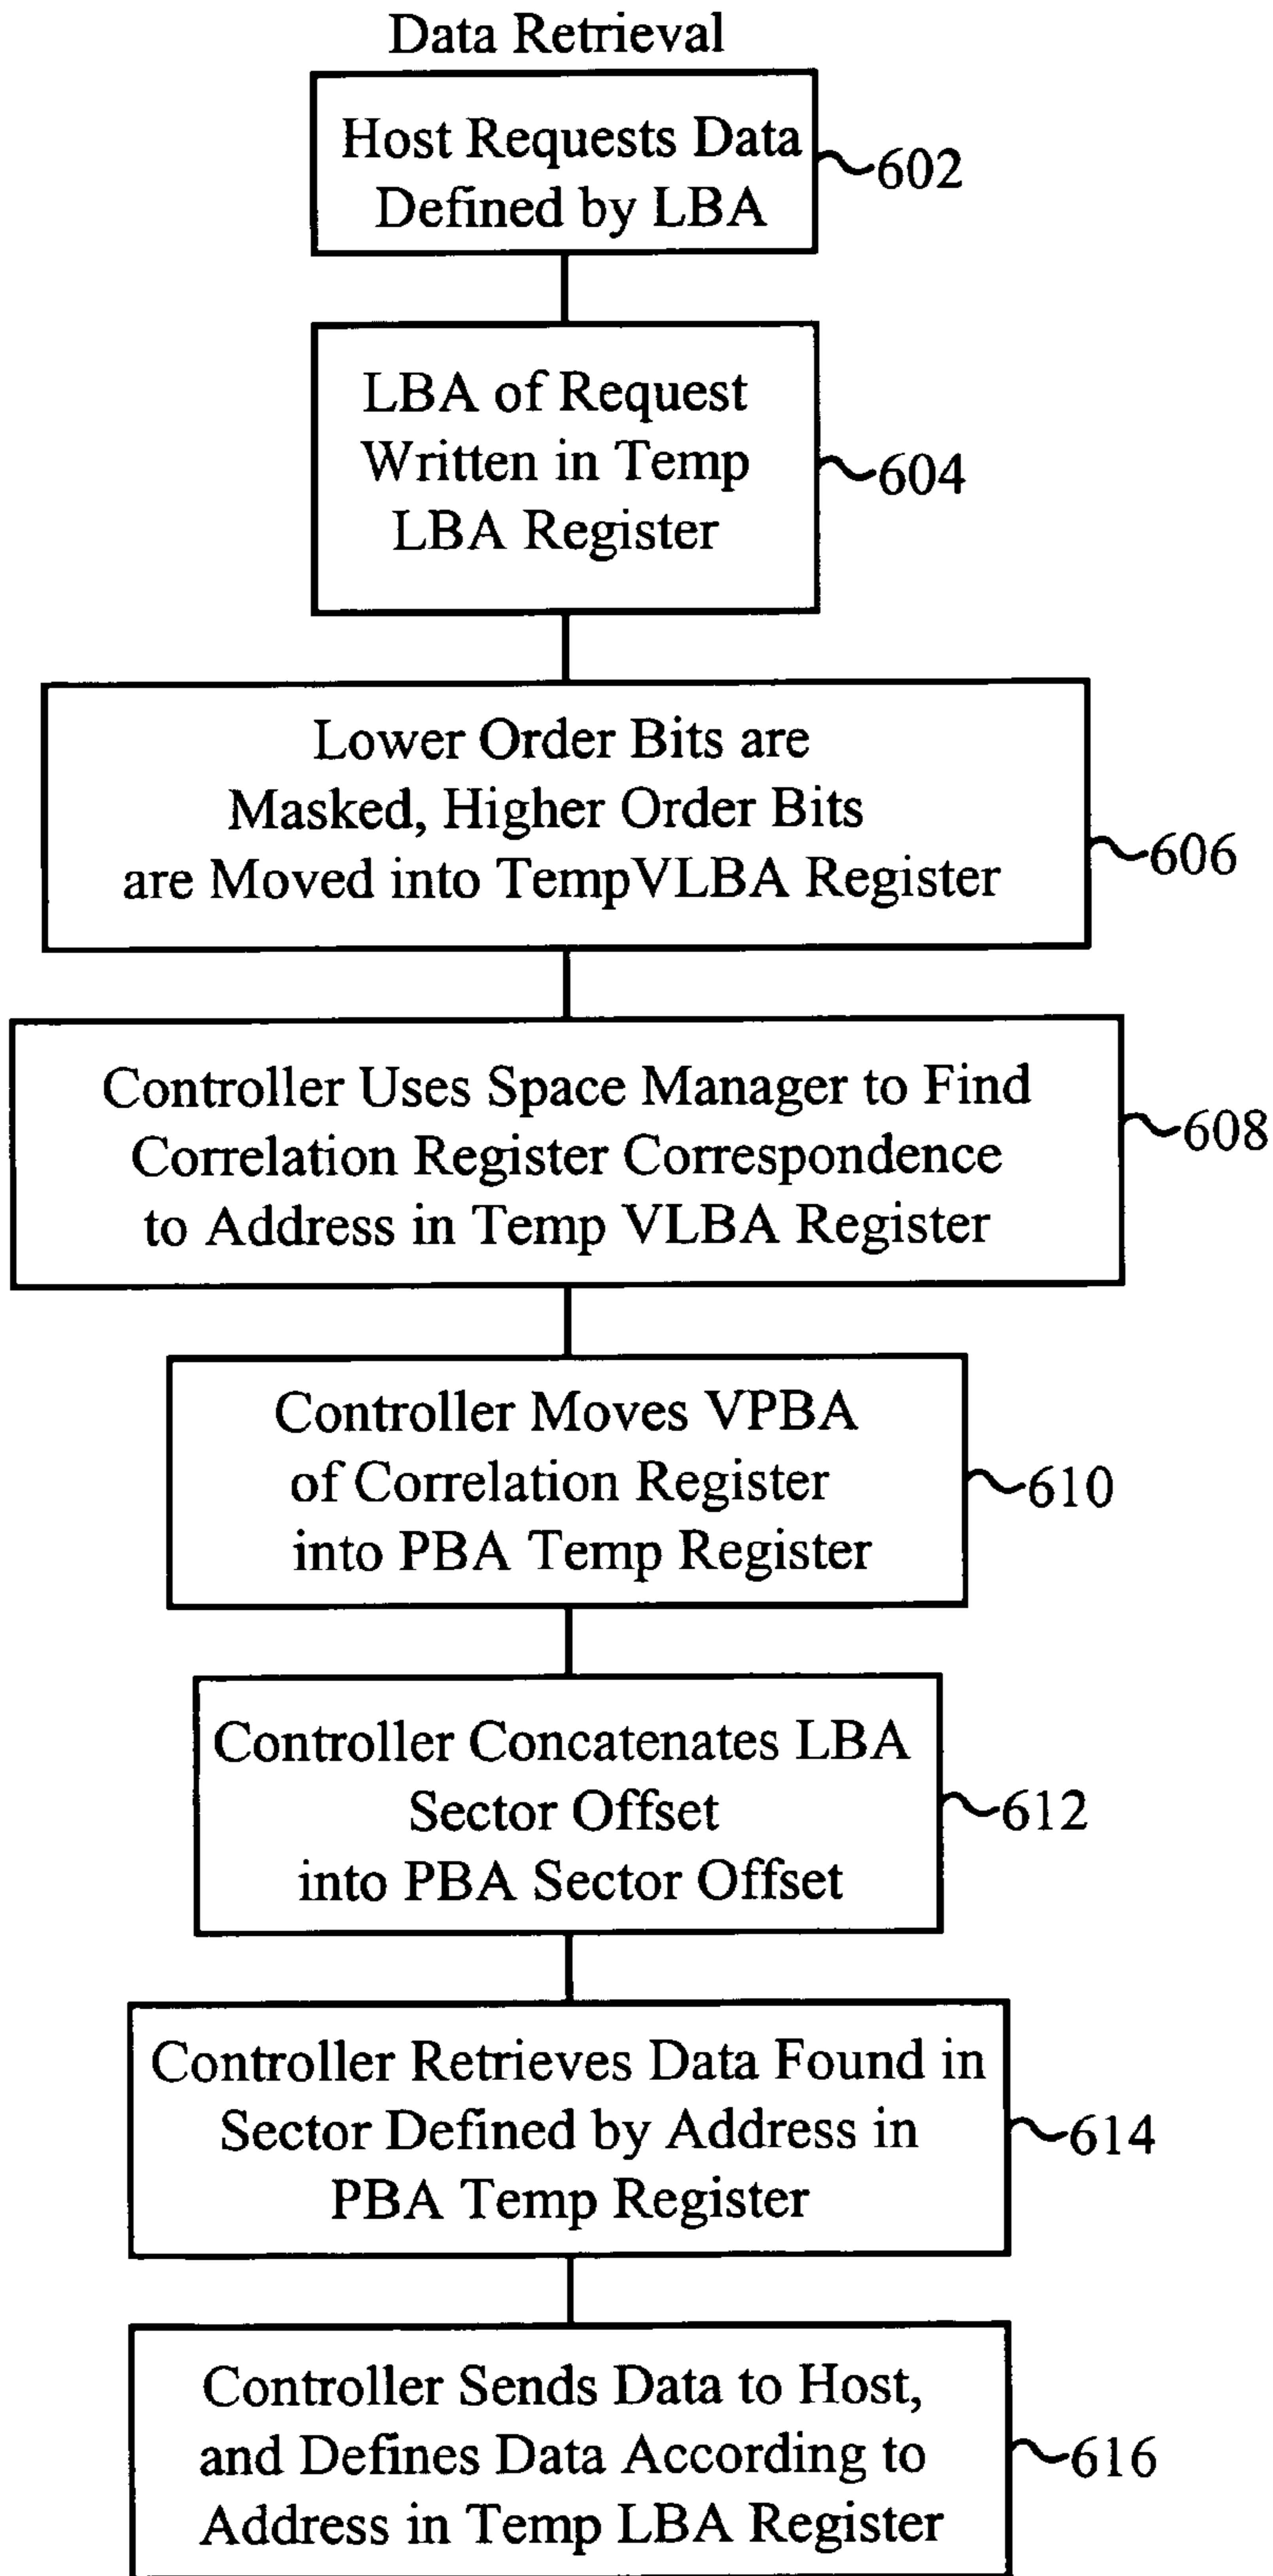 Data Retrieval
Host Requests Data
Defined by LBA
602
LBA of Request
Written in Temp
LBA Register
604
Lower Order Bits are
Masked, Higher Order Bits
are Moved into TempVLBA Register
606
Controller Uses Space Manager to Find
Correlation Register Correspondence
to Address in Temp VLBA Register
608
Controller Moves VPBA
of Correlation Register
into PBA Temp Register
610
Controller Concatenates LBA
Sector Offset
into PBA Sector Offset
612
Controller Retrieves Data Found in
Sector Defined by Address in
PBA Temp Register
614
Controller Sends Data to Host,
and Defines Data According to
Address in Temp LBA Register
616